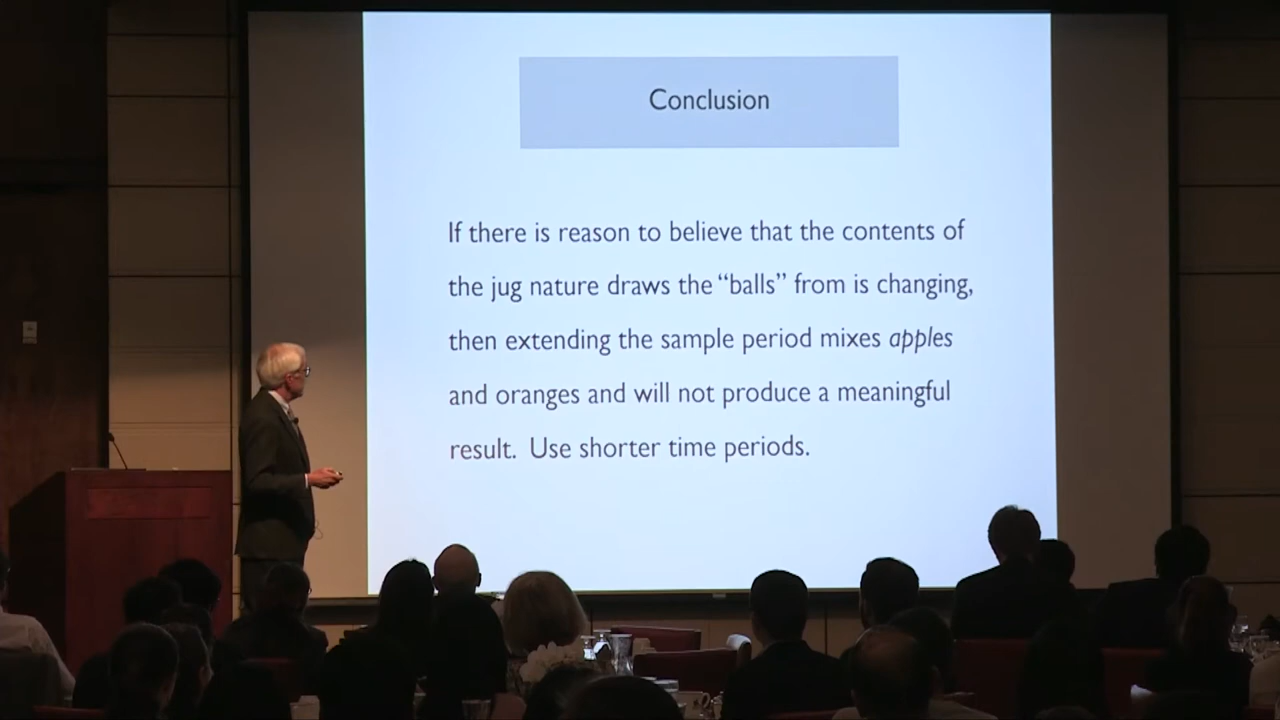 Conclusion
If there is reason to believe that the contents of
the jug nature draws the “balls” from is changing,
then extending the sample period mixes apples
and oranges and will not produce a meaningful
result. Use shorter time periods.